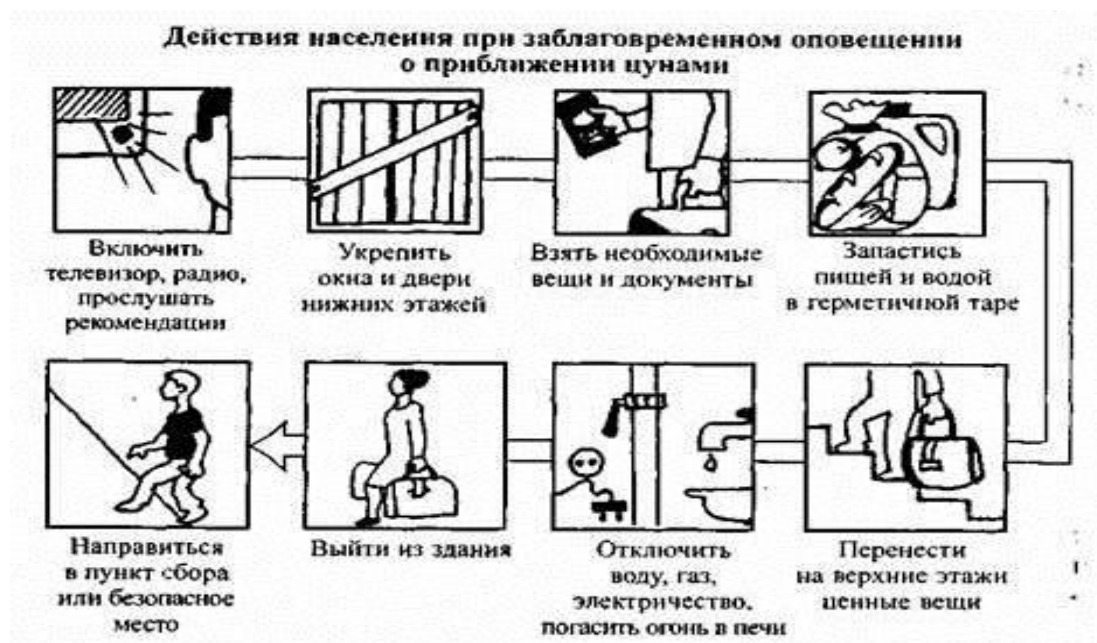 Действия населения при заблаговременном оповещении
о приближении цунами
Включить
телевизор, радио,
прослушать
рекомендации
Укрепить
окна и двери
нижних этажей
Взять необходимые
вещи и документы
Запастись
пищей и водой
в герметичной таре
Перенести
на верхние этажи
ценные вещи
Отключить
воду, газ,
электричество,
погасить огонь в печи
Выйти из здания
Направиться
в пункт сбора
или безопасное
место